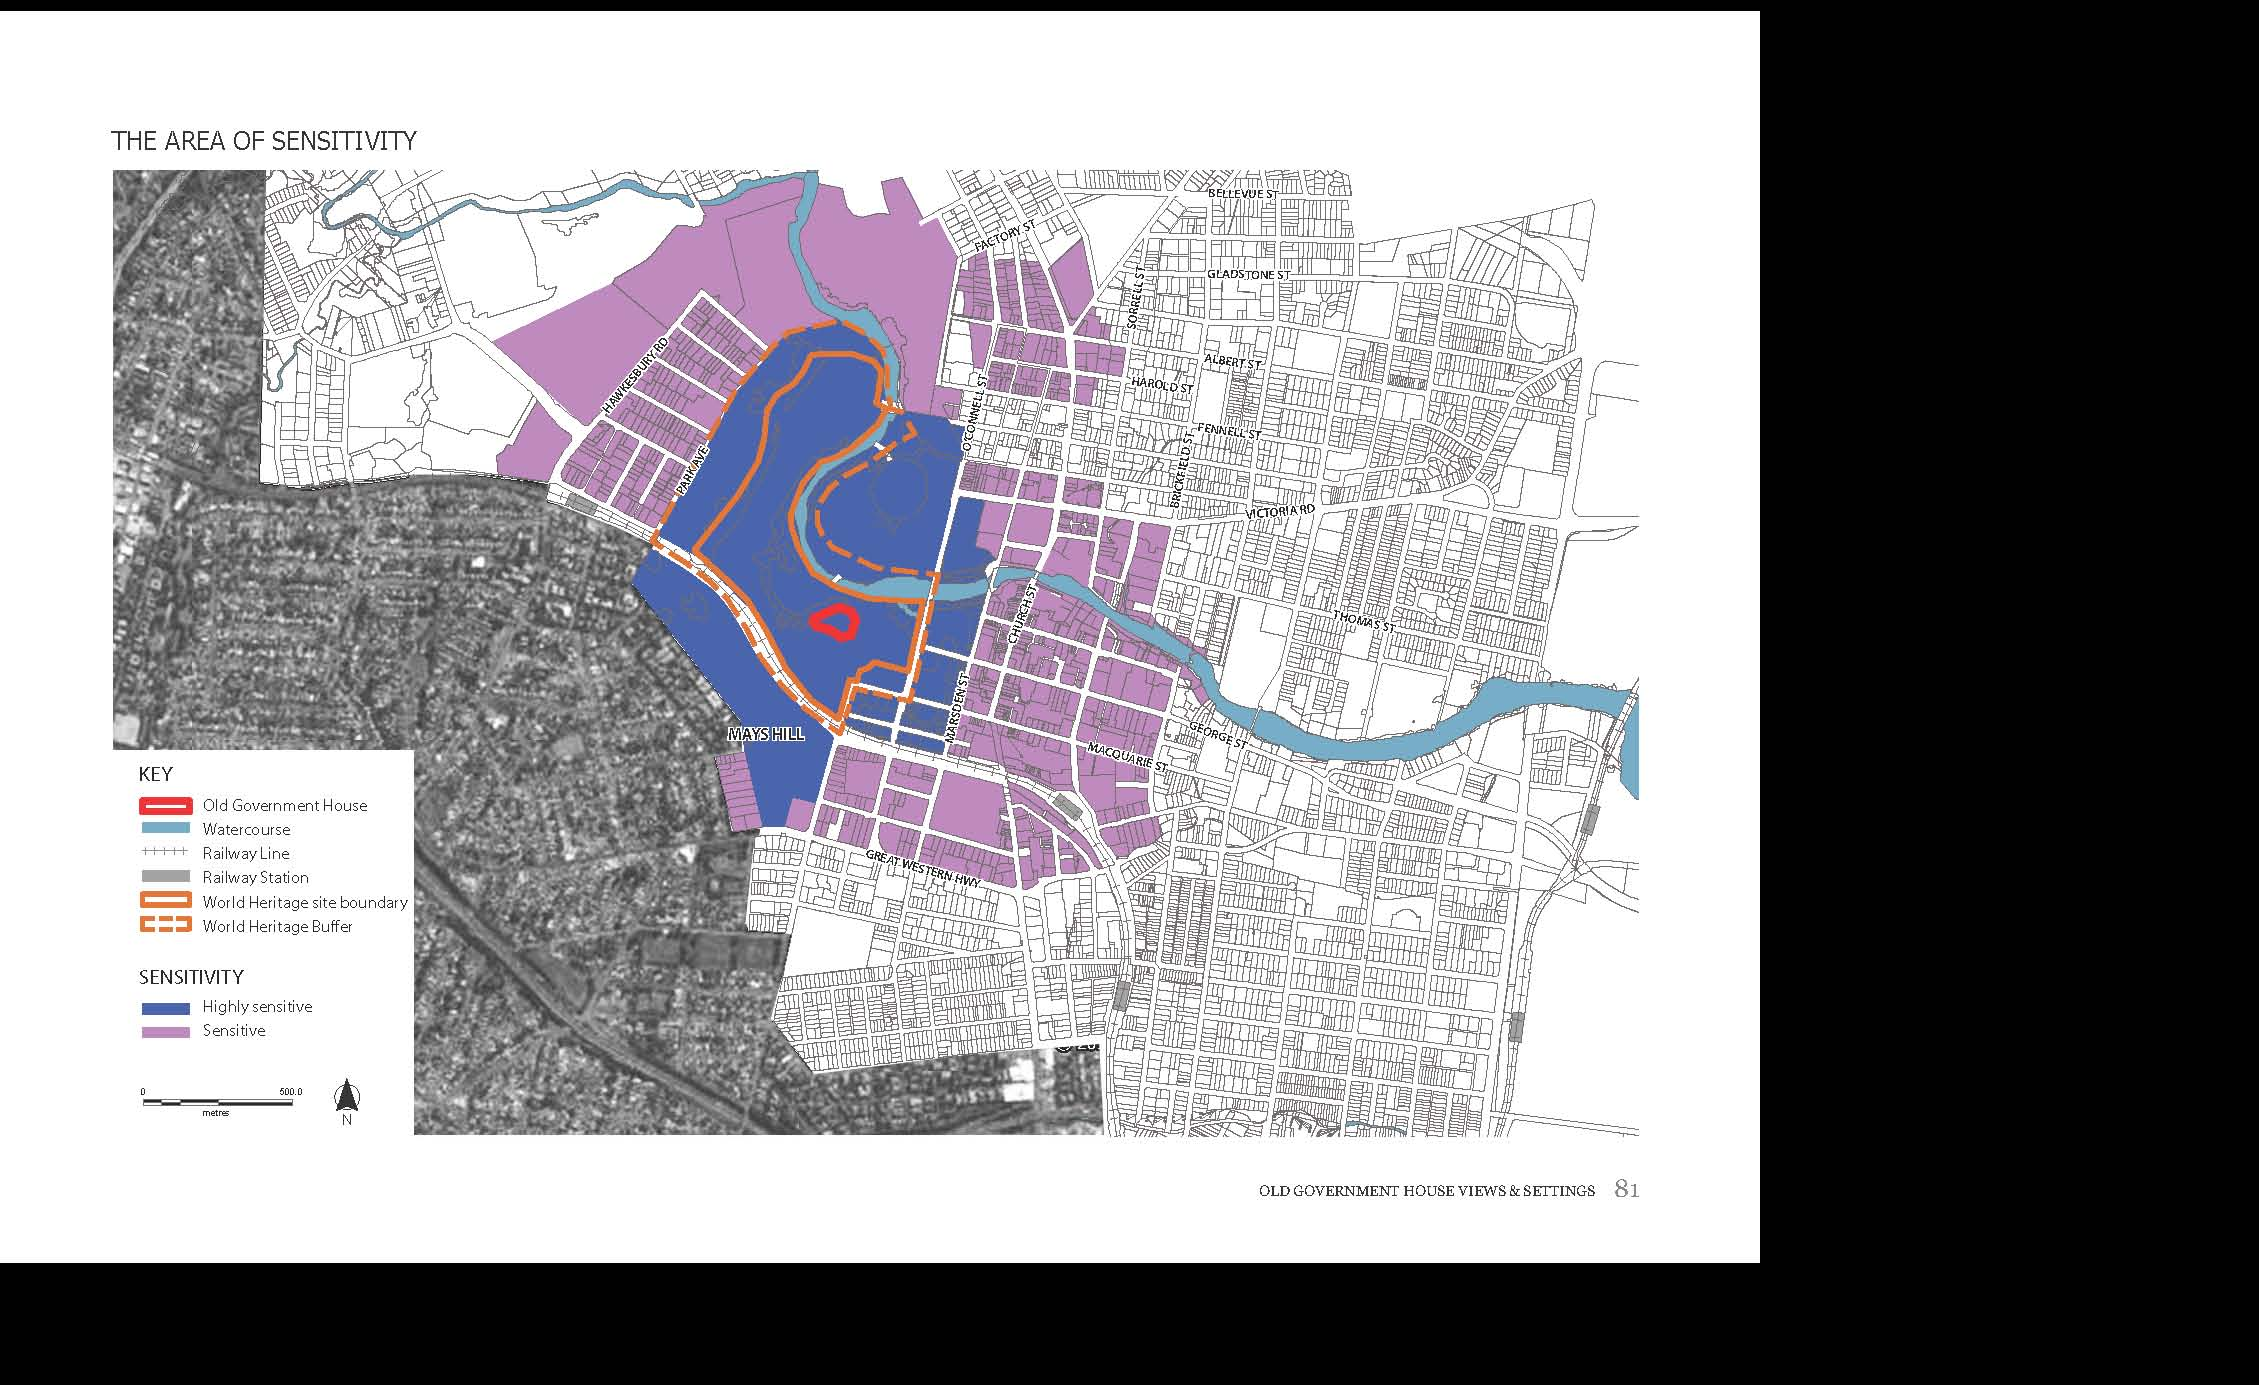 THE AREA OF SENSITIVITY
BELLEVUE ST
FACTORY ST
GLADSTONE ST
SORRELL ST
HAWKESBURY RD
ALBERT ST
HAROLD ST
O'CONNELL ST
FENNELL ST
PARK AVE
BRICKFIELD ST
VICTORIA RD
CHURCH ST
THOMAS ST
MARSDEN ST
MAYS HILL
GEORGE ST
MACQUARIE ST
GREAT WESTERN HWY
KEY
Old Government House
Watercourse
Railway Line
Railway Station
World Heritage site boundary
World Heritage Buffer
SENSITIVITY
Highly sensitive
Sensitive
0 500.0
metres
N
OLD GOVERNMENT HOUSE VIEWS & SETTINGS 81